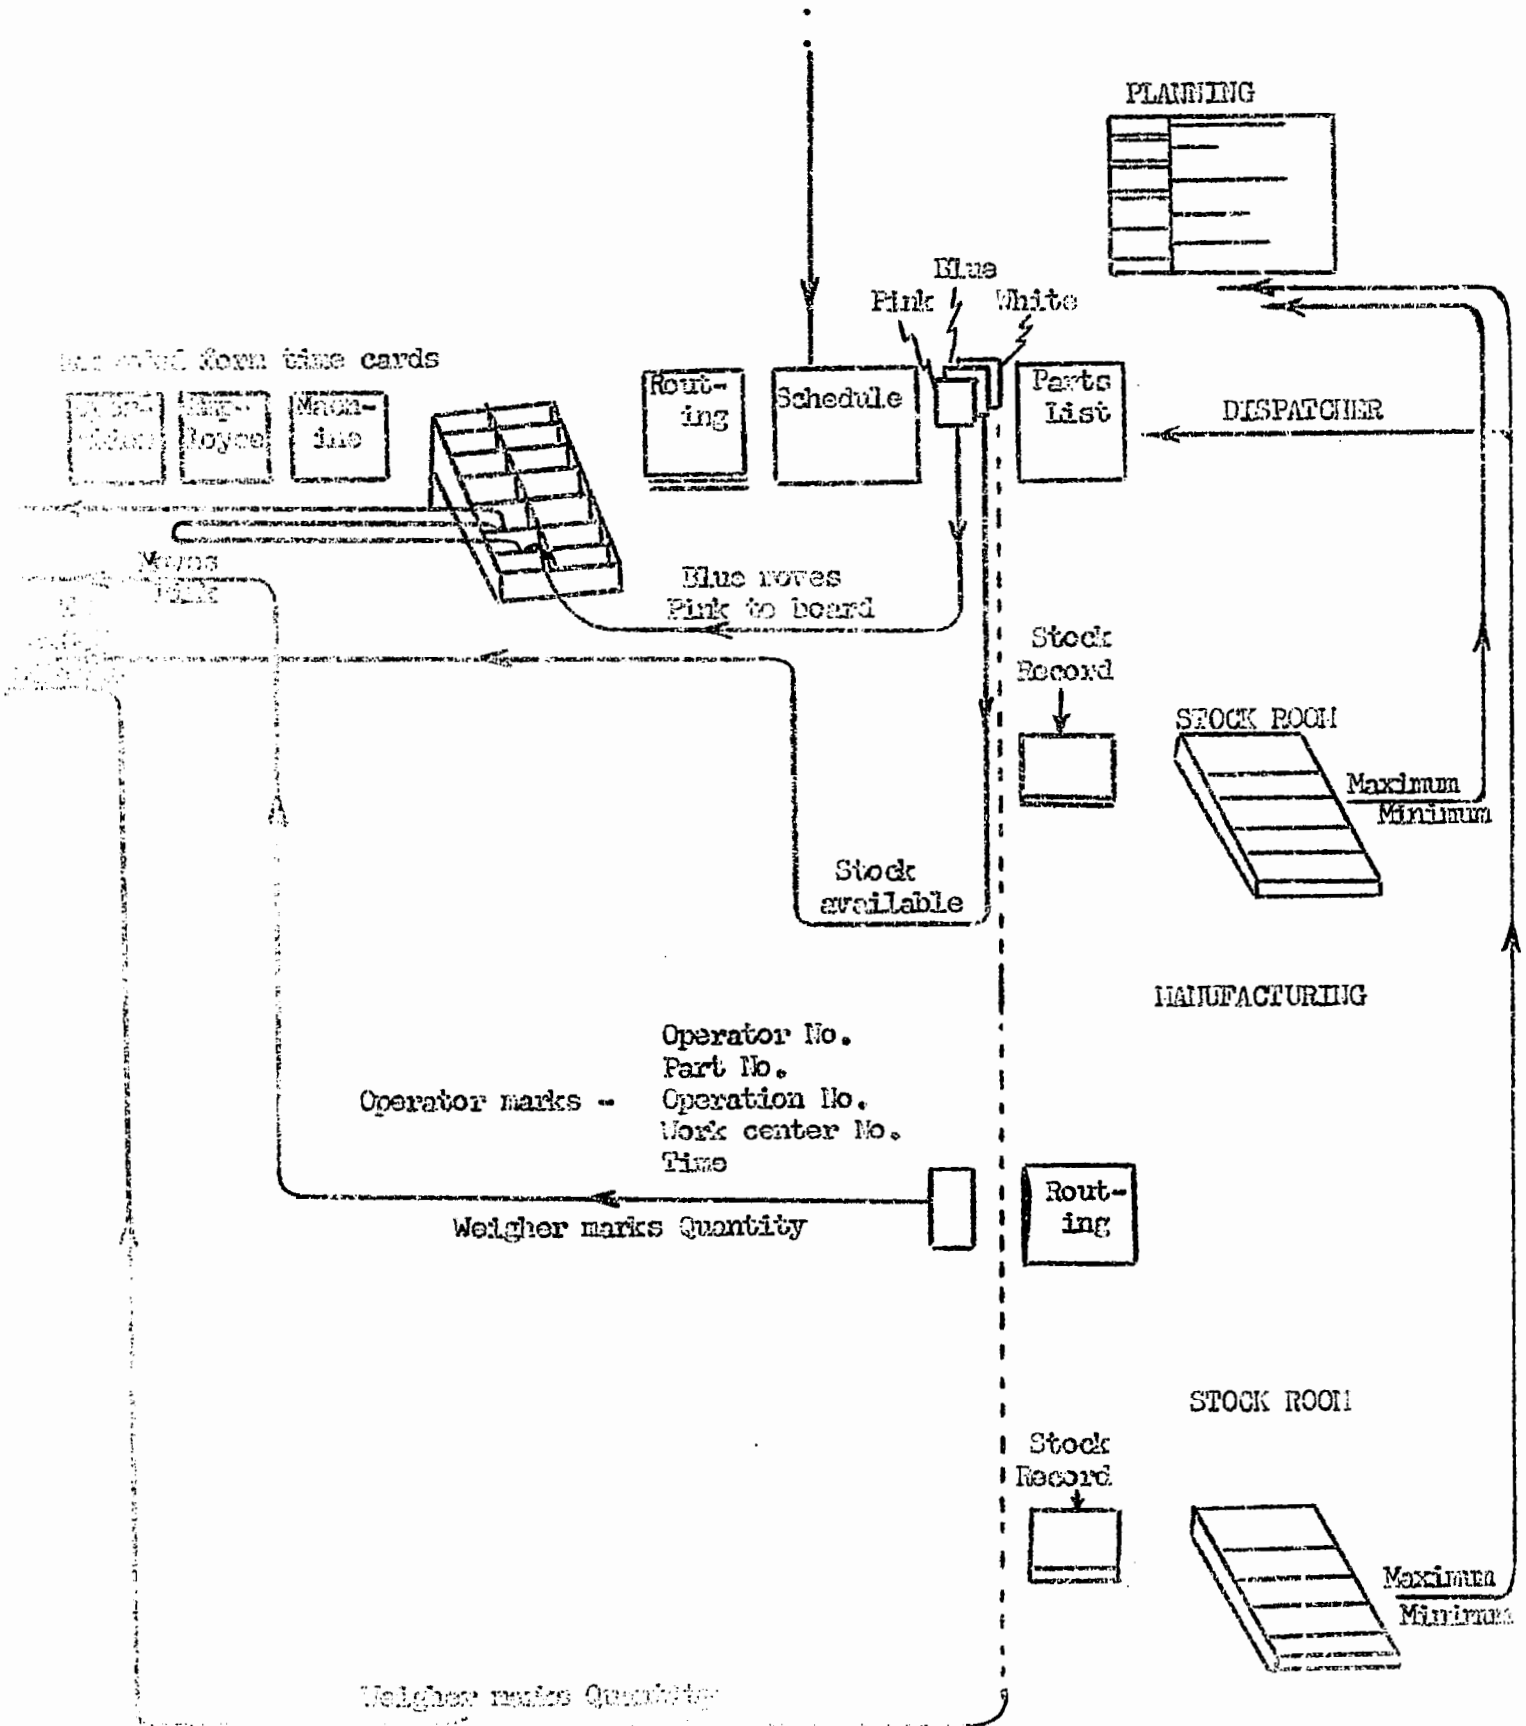 PLANNING
Blue
Pink
White
form time cards
Mach-
ine
Rout-
ing
Schedule
Parts
List
DISPATCHER
Blue moves
Pink to board
Stock
Record
STOCK ROOM
Maximum
Minimum
Stock
available
MANUFACTURING
Operator marks -
Operator No.
Part No.
Operation No.
Work center No.
Time
Weigher marks Quantity
Rout-
ing
STOCK ROOM
Stock
Record
Maximum
Minimum
Weigher marks Quantity